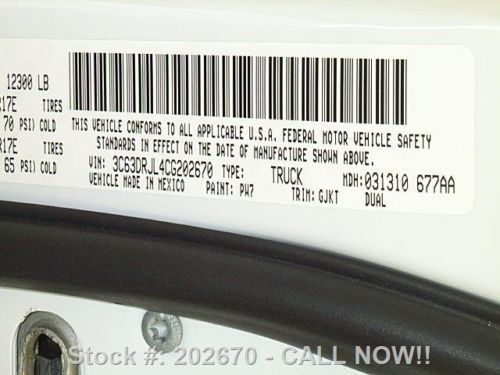 12300 LB
R17E TIRES
70 PSI) COLD
R17E TIRES
65 PSI) COLD
THIS VEHICLE CONFORMS TO ALL APPLICABLE U.S.A. FEDERAL MOTOR VEHICLE SAFETY
STANDARDS IN EFFECT ON THE DATE OF MANUFACTURE SHOWN ABOVE.
VIN: 3C63DRJL4CG202670 TYPE: TRUCK MDH: 031310 677AA
VEHICLE MADE IN MEXICO PAINT: PW7 TRIM: GJKT DUAL
Stock #: 202670 - CALL NOW!!